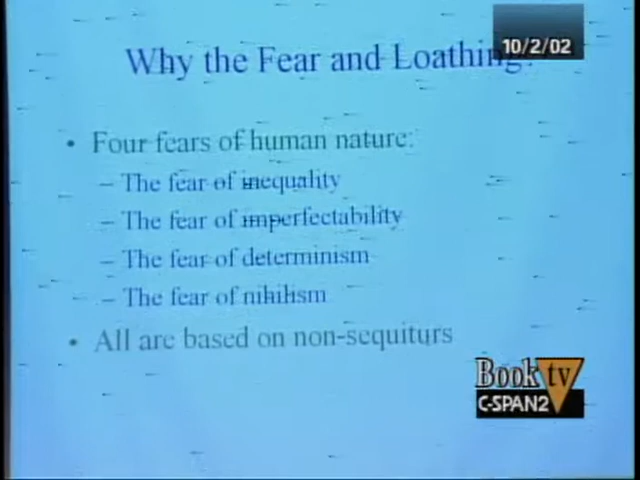 10/2/02
Why the Fear and Loathing?
• Four fears of human nature:
– The fear of inequality
– The fear of imperfectability
– The fear of determinism
– The fear of nihilism
• All are based on non-sequiturs
Book tv
C-SPAN2